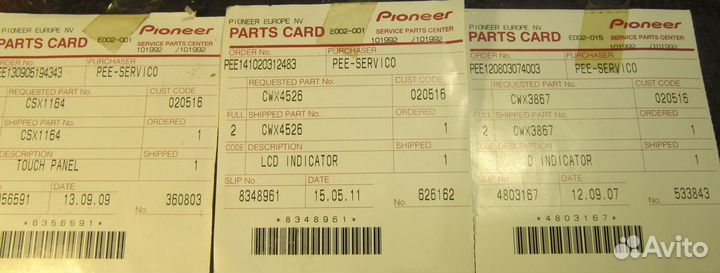 PIONEER EUROPE NV
PARTS CARD
E002-001
Pioneer
SERVICE PARTS CENTER
101992 /101992
ORDER No.
PURCHASER
PEE130905194343
PEE-SERVICO
REQUESTED PART No.
CUST CODE
CSX1164
020516
SHIPPED PART No.
ORDERED
CSX1164
1
DESCRIPTION
SHIPPED
TOUCH PANEL
1
DATE
13.09.09
No.
360803
*6356591*
PIONEER EUROPE NV
PARTS CARD
E002-001
Pioneer
SERVICE PARTS CENTER
101992 /101992
ORDER No.
PURCHASER
PEE141020312483
PEE-SERVICO
REQUESTED PART No.
CUST CODE
CWX4526
020516
FULL
SHIPPED PART No.
ORDERED
2
CWX4526
1
CODE
DESCRIPTION
SHIPPED
LCD INDICATOR
1
SLIP No.
DATE
8348961
15.05.11
No.
626162
*8348961*
PIONEER EUROPE NV
PARTS CARD
E002-015
Pioneer
SERVICE PARTS CENTER
101992 /101992
ORDER No.
PURCHASER
PEE120803074003
PEE-SERVICO
REQUESTED PART No.
CUST CODE
CWX3867
020516
FULL
SHIPPED PART No.
ORDERED
2
CWX3867
1
CODE
DESCRIPTION
SHIPPED
LCD INDICATOR
1
SLIP No.
DATE
4803167
12.09.07
No.
533843
*4803167*
Avito